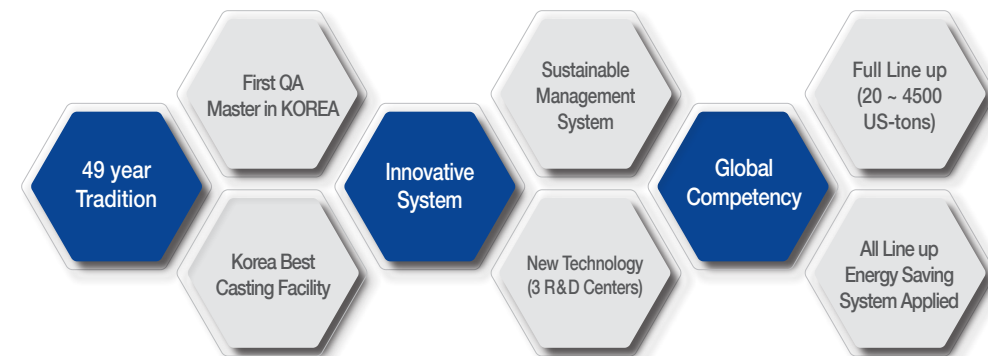 49 year
Tradition
First QA
Master in KOREA
Korea Best
Casting Facility
Innovative
System
Sustainable
Management
System
New Technology
(3 R&D Centers)
Global
Competency
Full Line up
(20 ~ 4500
US-tons)
All Line up
Energy Saving
System Applied